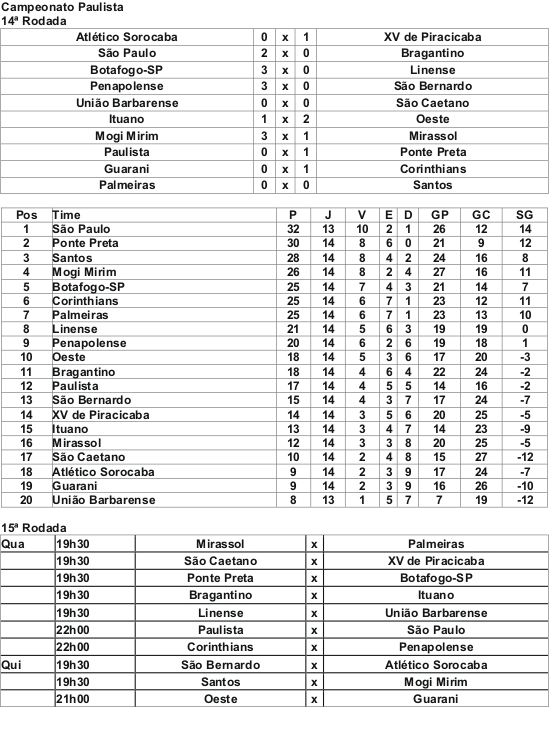 Campeonato Paulista
14ª Rodada
Atlético Sorocaba 0 x 1 XV de Piracicaba
São Paulo 2 x 0 Bragantino
Botafogo-SP 3 x 0 Linense
Penapolense 3 x 0 São Bernardo
União Barbarense 0 x 0 São Caetano
Ituano 1 x 2 Oeste
Mogi Mirim 3 x 1 Mirassol
Paulista 0 x 1 Ponte Preta
Guarani 0 x 1 Corinthians
Palmeiras 0 x 0 Santos
Pos Time P J V E D GP GC SG
1 São Paulo 32 13 10 2 1 26 12 14
2 Ponte Preta 30 14 8 6 0 21 9 12
3 Santos 28 14 8 4 2 24 16 8
4 Mogi Mirim 26 14 8 2 4 27 16 11
5 Botafogo-SP 25 14 7 4 3 21 14 7
6 Corinthians 25 14 6 7 1 23 12 11
7 Palmeiras 25 14 6 7 1 23 13 10
8 Linense 21 14 5 6 3 19 19 0
9 Penapolense 20 14 6 2 6 19 18 1
10 Oeste 18 14 5 3 6 17 20 -3
11 Bragantino 18 14 4 6 4 22 24 -2
12 Paulista 17 14 4 5 5 14 16 -2
13 São Bernardo 15 14 4 3 7 17 24 -7
14 XV de Piracicaba 14 14 3 5 6 20 25 -5
15 Ituano 13 14 3 4 7 14 23 -9
16 Mirassol 12 14 3 3 8 20 25 -5
17 São Caetano 10 14 2 4 8 15 27 -12
18 Atlético Sorocaba 9 14 2 3 9 17 24 -7
19 Guarani 9 14 2 3 9 16 26 -10
20 União Barbarense 8 13 1 5 7 7 19 -12
15ª Rodada
Qua 19h30 Mirassol x Palmeiras
19h30 São Caetano x XV de Piracicaba
19h30 Ponte Preta x Botafogo-SP
19h30 Bragantino x Ituano
19h30 Linense x União Barbarense
22h00 Paulista x São Paulo
22h00 Corinthians x Penapolense
Qui 19h30 São Bernardo x Atlético Sorocaba
19h30 Santos x Mogi Mirim
21h00 Oeste x Guarani